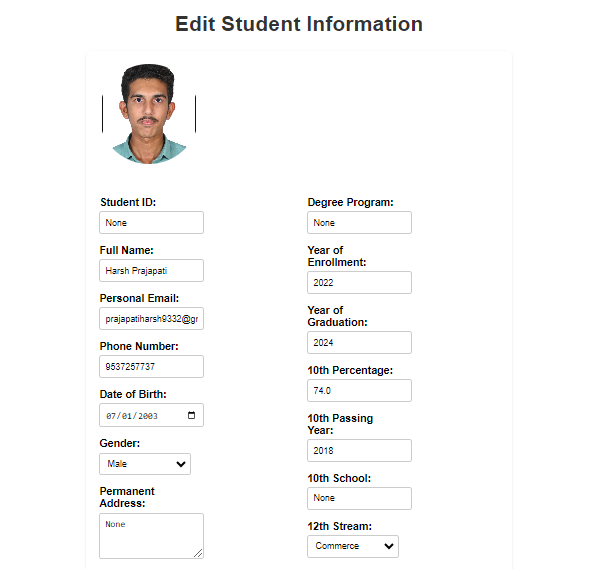 Edit Student Information
Student ID:
None
Full Name:
Harsh Prajapati
Personal Email:
prajapatiharsh9332@gr
Phone Number:
9537257737
Date of Birth:
07/01/2003
Gender:
Male
Permanent
Address:
None
Degree Program:
None
Year of
Enrollment:
2022
Year of
Graduation:
2024
10th Percentage:
74.0
10th Passing
Year:
2018
10th School:
None
12th Stream:
Commerce